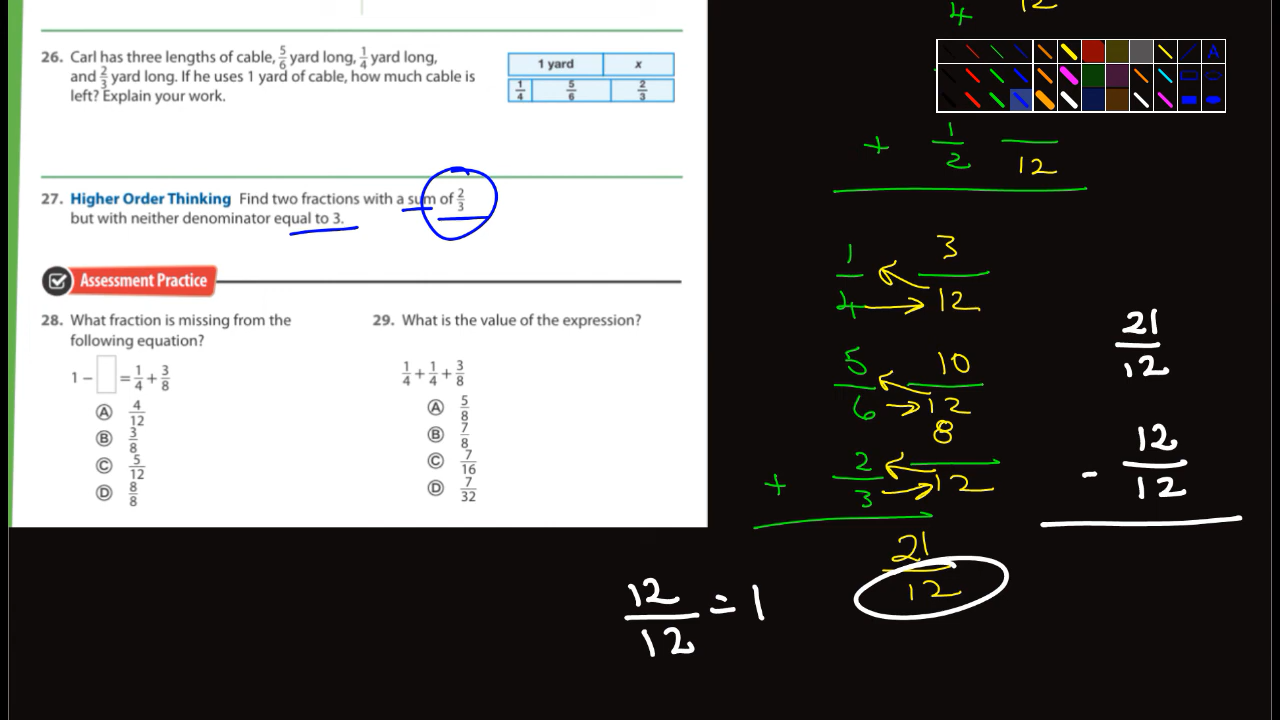 26. Carl has three lengths of cable, 5/6 yard long, 1/4 yard long,
and 2/3 yard long. If he uses 1 yard of cable, how much cable is
left? Explain your work.
1 yard x
1/4 5/6 2/3
27. Higher Order Thinking Find two fractions with a sum of 2/3
but with neither denominator equal to 3.
Assessment Practice
28. What fraction is missing from the
following equation?
1 − = 1/4 + 3/8
A 4/12
B 3/8
C 5/12
D 8/8
29. What is the value of the expression?
1/4 + 1/4 + 3/8
A 5/8
B 7/8
C 7/16
D 7/32
4 12
A
+ 1/2 /12
1/4 3/12
5/6 10/12
+ 2/3 8/12
21/12
12/12 = 1
21/12
- 12/12